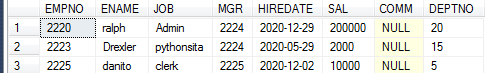 EMPNO ENAME JOB MGR HIREDATE SAL COMM DEPTNO
1 2220 ralph Admin 2224 2020-12-29 200000 NULL 20
2 2223 Drexler pythonsita 2224 2020-05-29 2000 NULL 15
3 2225 danito clerk 2225 2020-12-02 10000 NULL 5